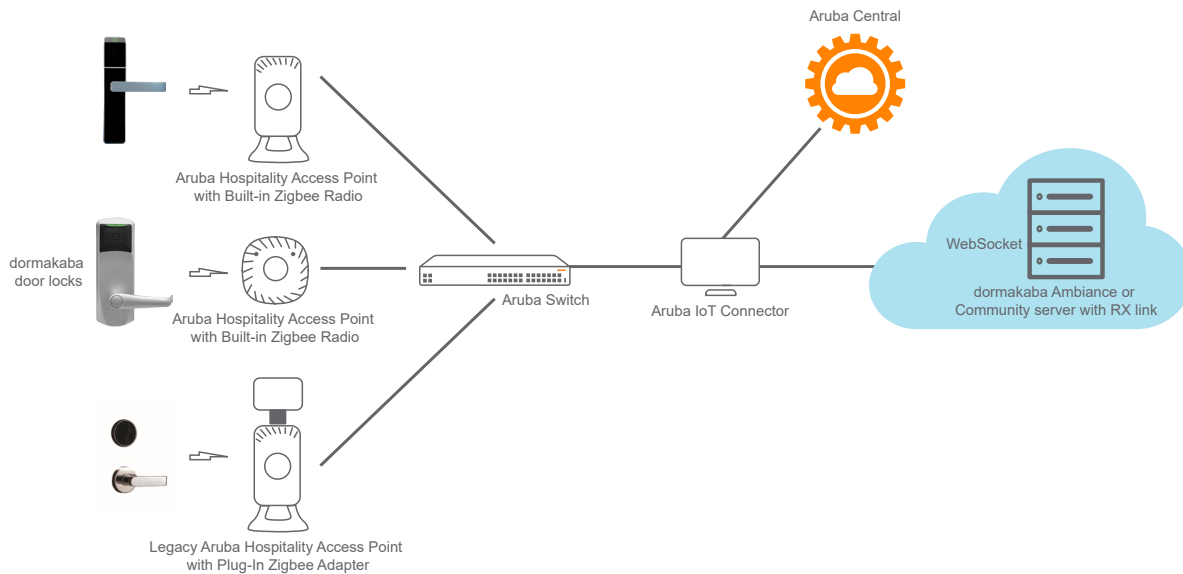 Aruba Central
Aruba Hospitality Access Point
with Built-in Zigbee Radio
dormakaba
door locks
Aruba Hospitality Access Point
with Built-in Zigbee Radio
Aruba Switch
Aruba IoT Connector
WebSocket
dormakaba Ambiance or
Community server with RX link
Legacy Aruba Hospitality Access Point
with Plug-In Zigbee Adapter